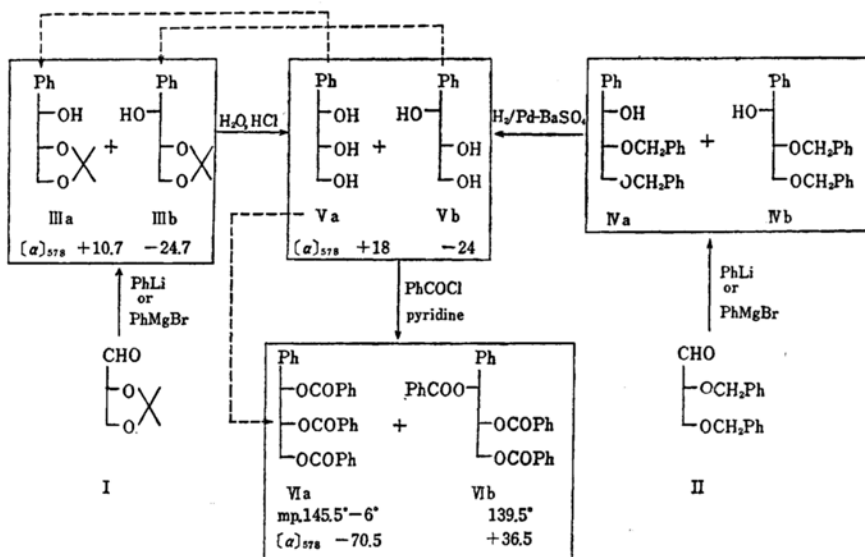 Ph
Ph
OH
HO
O
O
O
O
+
IIIa
IIIb
[α]₅₇₈ +10.7 −24.7
H₂O, HCl
Ph
Ph
OH
HO
OH
OH
OH
OH
+
Va
Vb
[α]₅₇₈ +18 −24
H₂/Pd-BaSO₄
Ph
Ph
OH
HO
OCH₂Ph
OCH₂Ph
OCH₂Ph
OCH₂Ph
+
IVa
IVb
PhLi
or
PhMgBr
PhCOCl
pyridine
PhLi
or
PhMgBr
CHO
O
O
I
Ph
Ph
OCOPh
PhCOO
OCOPh
OCOPh
OCOPh
OCOPh
+
VIa
VIb
mp. 145.5°−6° 139.5°
[α]₅₇₈ −70.5 +36.5
CHO
OCH₂Ph
OCH₂Ph
II